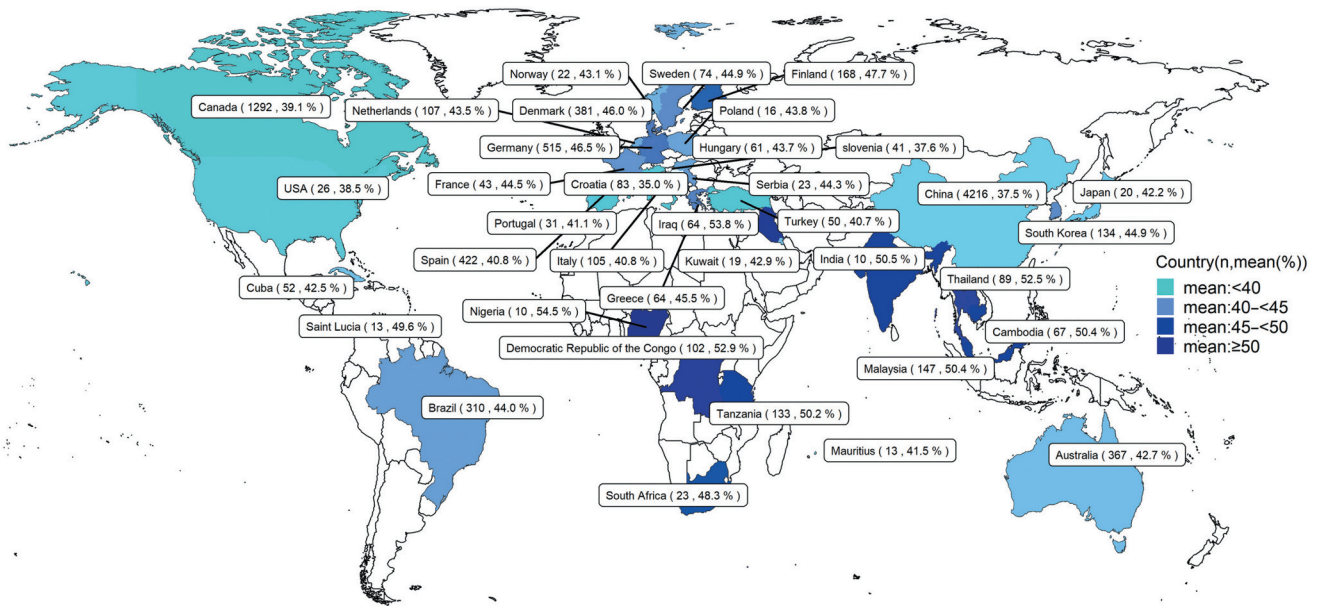 Norway ( 22 , 43.1 % )
Sweden ( 74 , 44.9 % )
Finland ( 168 , 47.7 % )
Canada ( 1292 , 39.1 % )
Netherlands ( 107 , 43.5 % )
Denmark ( 381 , 46.0 % )
Poland ( 16 , 43.8 % )
Germany ( 515 , 46.5 % )
Hungary ( 61 , 43.7 % )
slovenia ( 41 , 37.6 % )
USA ( 26 , 38.5 % )
France ( 43 , 44.5 % )
Croatia ( 83 , 35.0 % )
Serbia ( 23 , 44.3 % )
China ( 4216 , 37.5 % )
Japan ( 20 , 42.2 % )
Portugal ( 31 , 41.1 % )
Iraq ( 64 , 53.8 % )
Turkey ( 50 , 40.7 % )
South Korea ( 134 , 44.9 % )
Spain ( 422 , 40.8 % )
Italy ( 105 , 40.8 % )
Kuwait ( 19 , 42.9 % )
India ( 10 , 50.5 % )
Country(n,mean(%))
Thailand ( 89 , 52.5 % )
mean:<40
Cuba ( 52 , 42.5 % )
Greece ( 64 , 45.5 % )
mean:40-<45
Nigeria ( 10 , 54.5 % )
Saint Lucia ( 13 , 49.6 % )
Cambodia ( 67 , 50.4 % )
mean:45-<50
Democratic Republic of the Congo ( 102 , 52.9 % )
mean:≥50
Malaysia ( 147 , 50.4 % )
Brazil ( 310 , 44.0 % )
Tanzania ( 133 , 50.2 % )
Mauritius ( 13 , 41.5 % )
Australia ( 367 , 42.7 % )
South Africa ( 23 , 48.3 % )